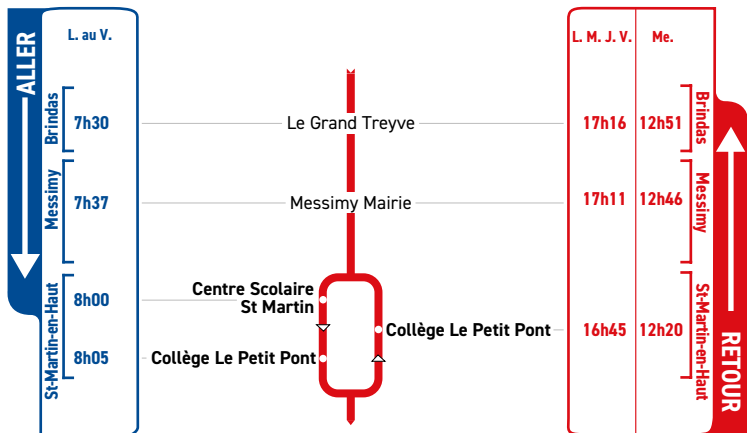 ALLER
L. au V.
L. M. J. V. Me.
Brindas
7h30
Le Grand Treyve
17h16
12h51
Brindas
Messimy
7h37
Messimy Mairie
17h11
12h46
Messimy
St-Martin-en-Haut
8h00
Centre Scolaire
St Martin
Collège Le Petit Pont
16h45
12h20
St-Martin-en-Haut
8h05
Collège Le Petit Pont
RETOUR